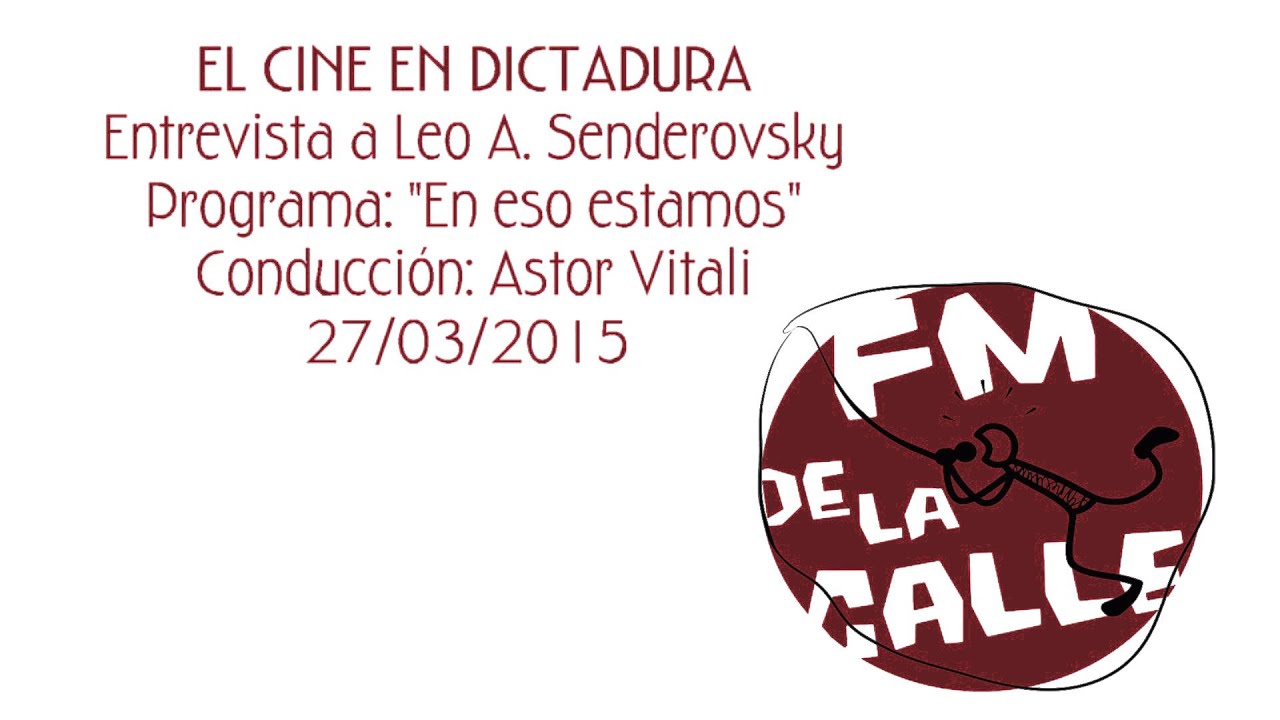 EL CINE EN DICTADURA
Entrevista a Leo A. Senderovsky
Programa: "En eso estamos"
Conducción: Astor Vitali
27/03/2015
FM
DE LA
CALLE